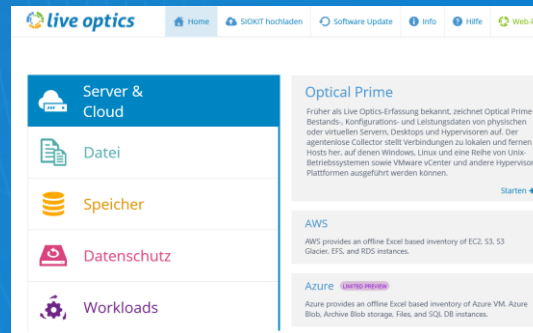 live optics
Home
SIOKIT hochladen
Software Update
Info
Hilfe
Server &
Cloud
Datei
Speicher
Datenschutz
Workloads
Optical Prime
Früher als Live Optics-Erfassung bekannt, zeichnet Optical Prime
Bestands-, Konfigurations- und Leistungsdaten von physischen
oder virtuellen Servern, Desktops und Hypervisoren auf. Der
agentenlose Collector stellt Verbindungen zu lokalen und fernen
Hosts her, auf denen Windows, Linux und eine Reihe von Unix-
Betriebssystemen sowie VMware vCenter und andere Hypervisor
Plattformen ausgeführt werden können.
Starten
AWS
AWS provides an offline Excel based inventory of EC2, S3, S3
Glacier, EFS, and RDS instances.
Azure LIMITED PREVIEW
Azure provides an offline Excel based inventory of Azure VM, Azure
Blob, Archive Blob storage, Files, and SQL DB instances.